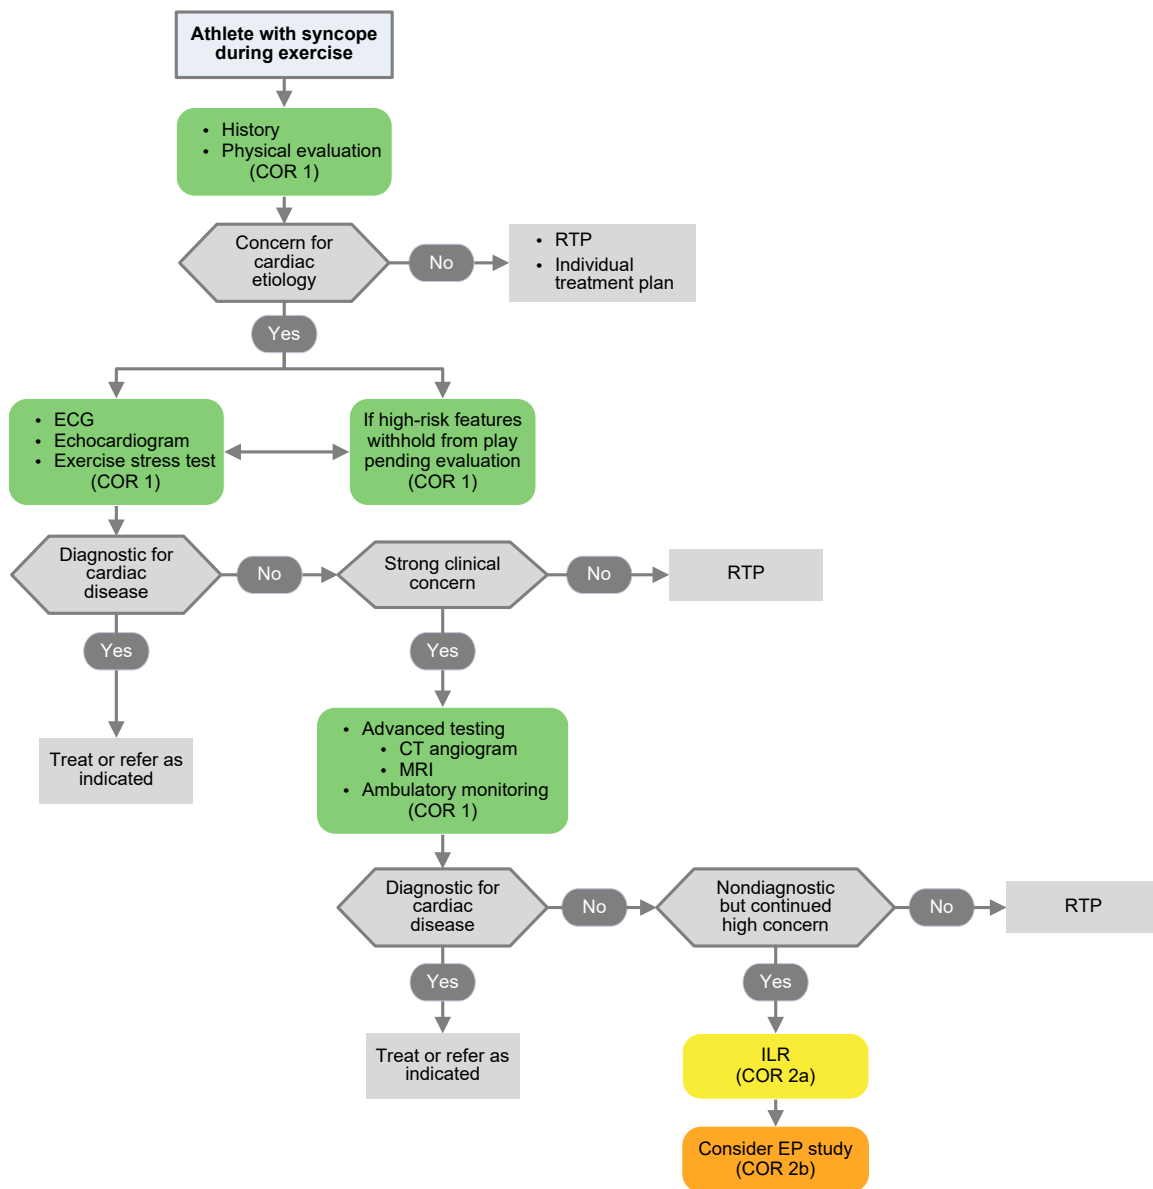 Athlete with syncope
during exercise
• History
• Physical evaluation
(COR 1)
Concern for
cardiac
etiology
No
• RTP
• Individual
treatment plan
Yes
• ECG
• Echocardiogram
• Exercise stress test
(COR 1)
If high-risk features
withhold from play
pending evaluation
(COR 1)
Diagnostic for
cardiac
disease
No
Strong clinical
concern
No
RTP
Yes
Yes
Treat or refer as
indicated
• Advanced testing
• CT angiogram
• MRI
• Ambulatory monitoring
(COR 1)
Diagnostic for
cardiac
disease
No
Nondiagnostic
but continued
high concern
No
RTP
Yes
Yes
Treat or refer as
indicated
ILR
(COR 2a)
Consider EP study
(COR 2b)